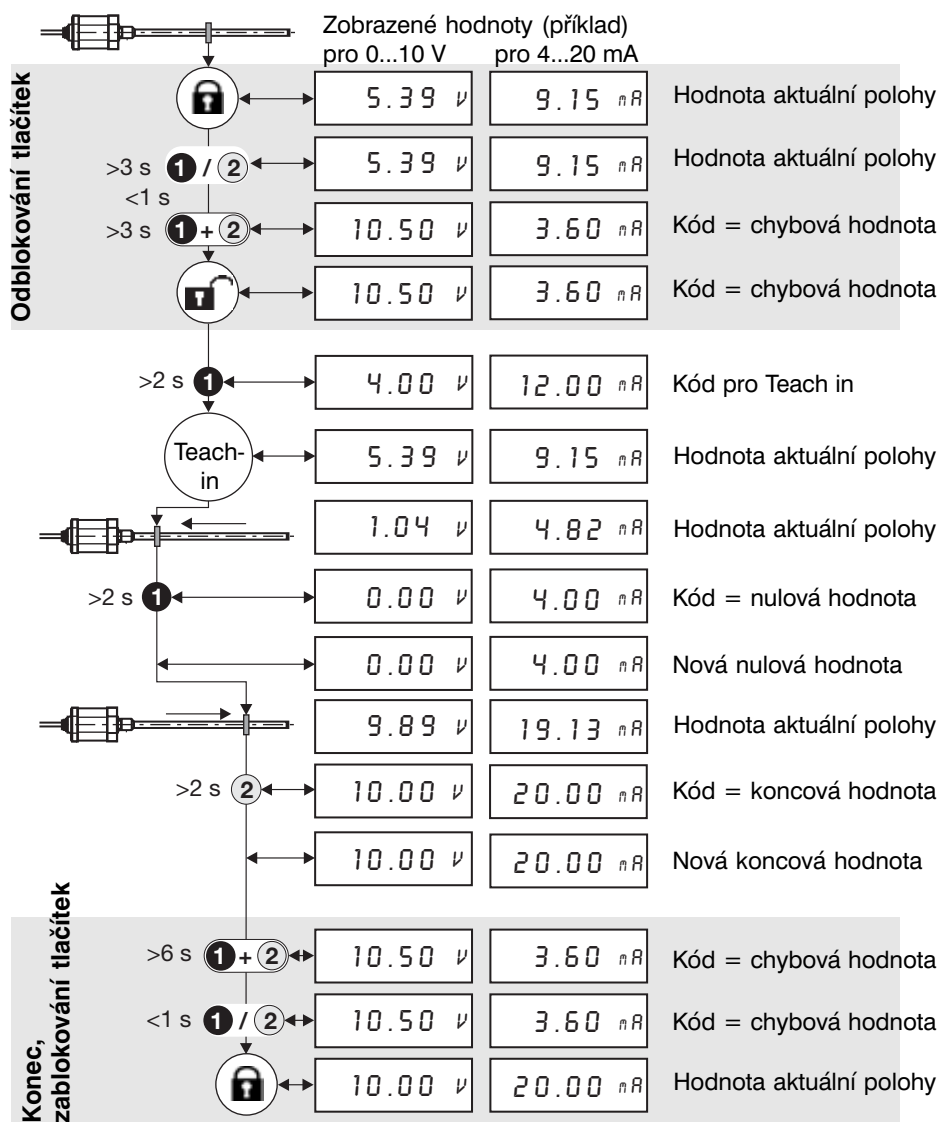 Zobrazené hodnoty (příklad)
pro 0...10 V pro 4...20 mA
Odblokování tlačítek
5.39 V 9.15 mA Hodnota aktuální polohy
>3 s 1 / 2 5.39 V 9.15 mA Hodnota aktuální polohy
<1 s
>3 s 1 + 2 10.50 V 3.60 mA Kód = chybová hodnota
10.50 V 3.60 mA Kód = chybová hodnota
>2 s 1 4.00 V 12.00 mA Kód pro Teach in
Teach-
in
5.39 V 9.15 mA Hodnota aktuální polohy
1.04 V 4.82 mA Hodnota aktuální polohy
>2 s 1 0.00 V 4.00 mA Kód = nulová hodnota
0.00 V 4.00 mA Nová nulová hodnota
9.89 V 19.13 mA Hodnota aktuální polohy
>2 s 2 10.00 V 20.00 mA Kód = koncová hodnota
10.00 V 20.00 mA Nová koncová hodnota
Konec,
zablokování tlačítek
>6 s 1 + 2 10.50 V 3.60 mA Kód = chybová hodnota
<1 s 1 / 2 10.50 V 3.60 mA Kód = chybová hodnota
10.00 V 20.00 mA Hodnota aktuální polohy